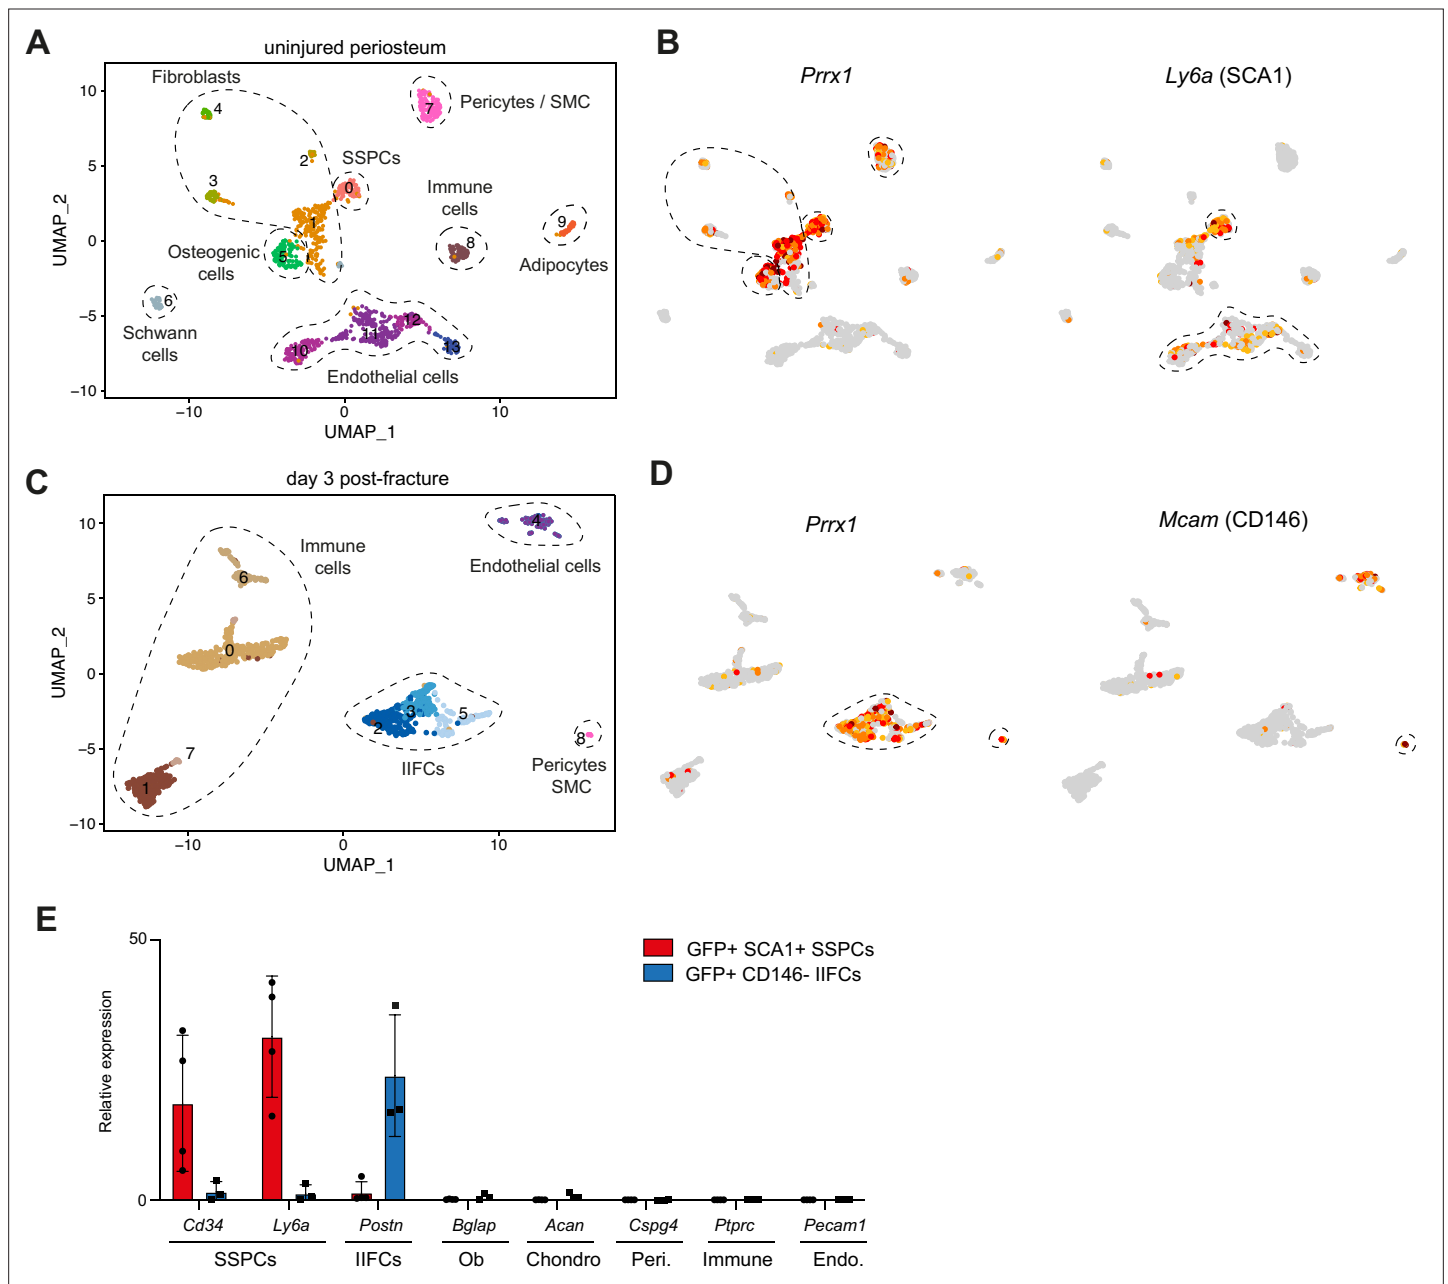 A
uninjured periosteum
Fibroblasts
4
2
3
SSPCs
0
1
Osteogenic
cells
5
7
Pericytes / SMC
Immune
cells
8
9
Adipocytes
6
Schwann
cells
10
11
12
13
Endothelial cells
10
5
0
−5
−10
UMAP_2
−10
0
10
UMAP_1
B
Prrx1
Ly6a (SCA1)
C
day 3 post-fracture
Immune
cells
6
0
7
1
4
Endothelial cells
2
3
5
IIFCs
8
Pericytes
SMC
10
5
0
−5
−10
UMAP_2
−10
0
10
UMAP_1
D
Prrx1
Mcam (CD146)
E
50
0
Relative expression
GFP+ SCA1+ SSPCs
GFP+ CD146- IIFCs
Cd34 Ly6a Postn Bglap Acan Cspg4 Ptprc Pecam1
SSPCs IIFCs Ob Chondro Peri. Immune Endo.